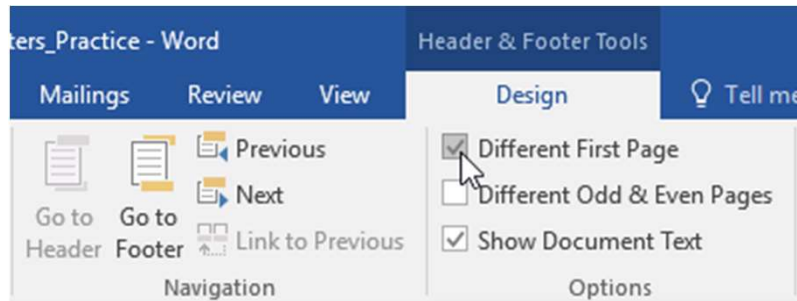 ters_Practice - Word
Header & Footer Tools
Mailings Review View Design Tell me
Go to Header
Go to Footer
Previous
Next
Link to Previous
Navigation
Different First Page
Different Odd & Even Pages
Show Document Text
Options